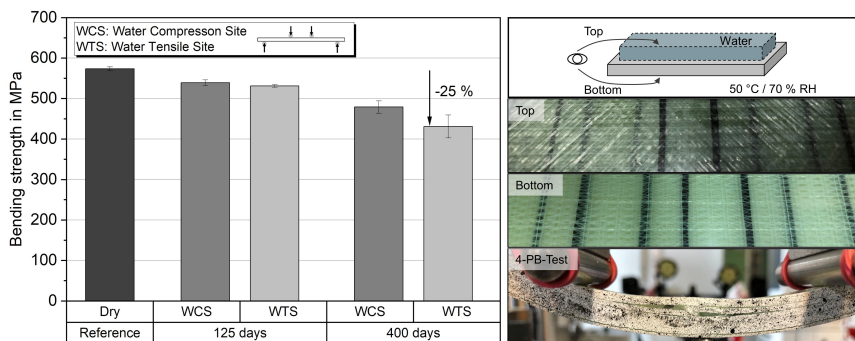 700
600
500
400
300
200
100
0
Bending strength in MPa
WCS: Water Compresson Site
WTS: Water Tensile Site
-25 %
Dry
WCS
WTS
WCS
WTS
Reference
125 days
400 days
Top
Water
Bottom
50 °C / 70 % RH
Top
Bottom
4-PB-Test